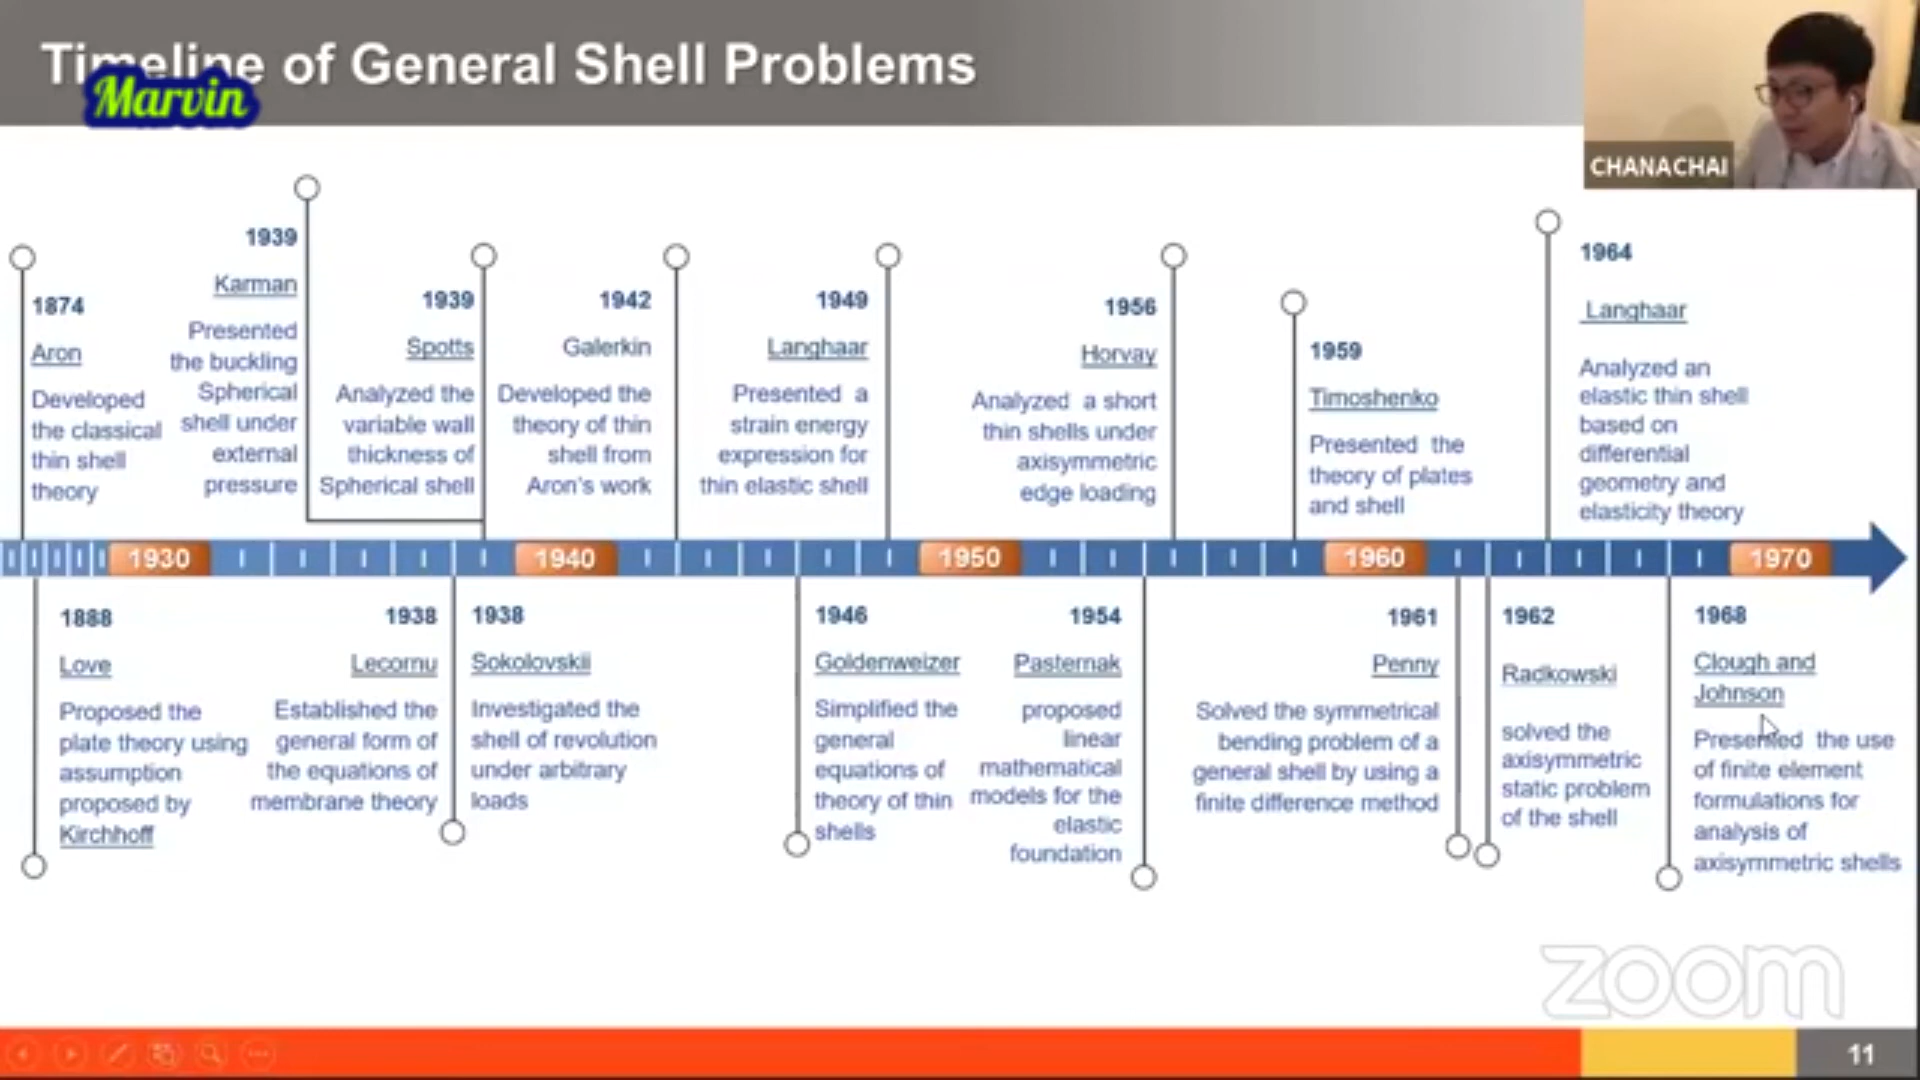 Timeline of General Shell Problems
Marvin
CHANACHAI
1874
Aron
Developed
the classical
thin shell
theory
1939
Karman
Presented
the buckling
Spherical
shell under
external
pressure
1939
Spotts
Analyzed the
variable wall
thickness of
Spherical shell
1942
Galerkin
Developed the
theory of thin
shell from
Aron's work
1949
Langhaar
Presented a
strain energy
expression for
thin elastic shell
1956
Horvay
Analyzed a short
thin shells under
axisymmetric
edge loading
1959
Timoshenko
Presented the
theory of plates
and shell
1964
Langhaar
Analyzed an
elastic thin shell
based on
differential
geometry and
elasticity theory
1930 1940 1950 1960 1970
1888
Love
Proposed the
plate theory using
assumption
proposed by
Kirchhoff
1938
Lecornu
Established the
general form of
the equations of
membrane theory
1938
Sokolovskii
Investigated the
shell of revolution
under arbitrary
loads
1946
Goldenweizer
Simplified the
general
equations of
theory of thin
shells
1954
Pasternak
proposed
linear
mathematical
models for the
elastic
foundation
1961
Penny
Solved the symmetrical
bending problem of a
general shell by using a
finite difference method
1962
Radkowski
solved the
axisymmetric
static problem
of the shell
1968
Clough and
Johnson
Presented the use
of finite element
formulations for
analysis of
axisymmetric shells
zoom
11